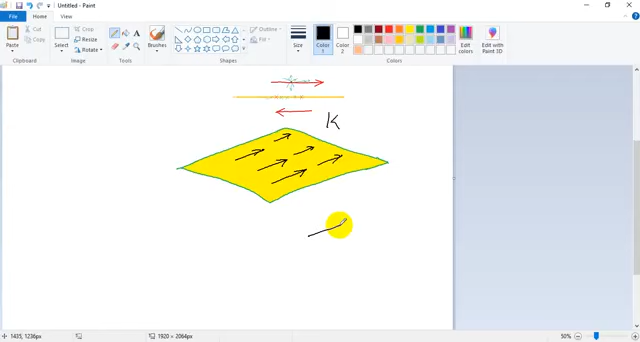 Untitled - Paint
File Home View
Paste
Cut
Copy
Clipboard
Select
Crop
Resize
Rotate
Image
Tools
Brushes
Shapes
Outline
Fill
Size
Color 1
Color 2
Edit colors
Edit with Paint 3D
Colors
K
1435, 1236px
1920 × 2064px
50%